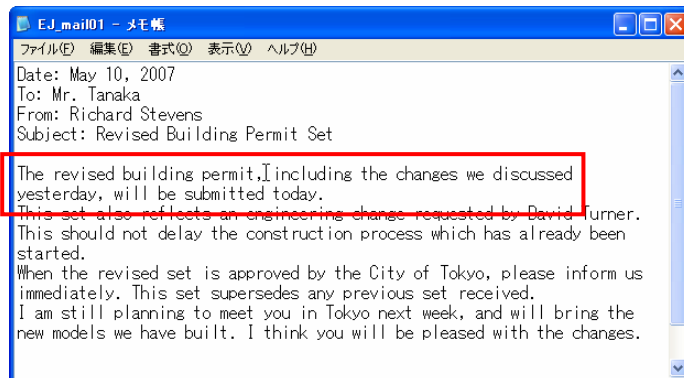 EJ_mail01 - メモ帳
ファイル(F) 編集(E) 書式(O) 表示(V) ヘルプ(H)
Date: May 10, 2007
To: Mr. Tanaka
From: Richard Stevens
Subject: Revised Building Permit Set
The revised building permit, including the changes we discussed
yesterday, will be submitted today.
This set also reflects an engineering change requested by David Turner.
This should not delay the construction process which has already been
started.
When the revised set is approved by the City of Tokyo, please inform us
immediately. This set supersedes any previous set received.
I am still planning to meet you in Tokyo next week, and will bring the
new models we have built. I think you will be pleased with the changes.